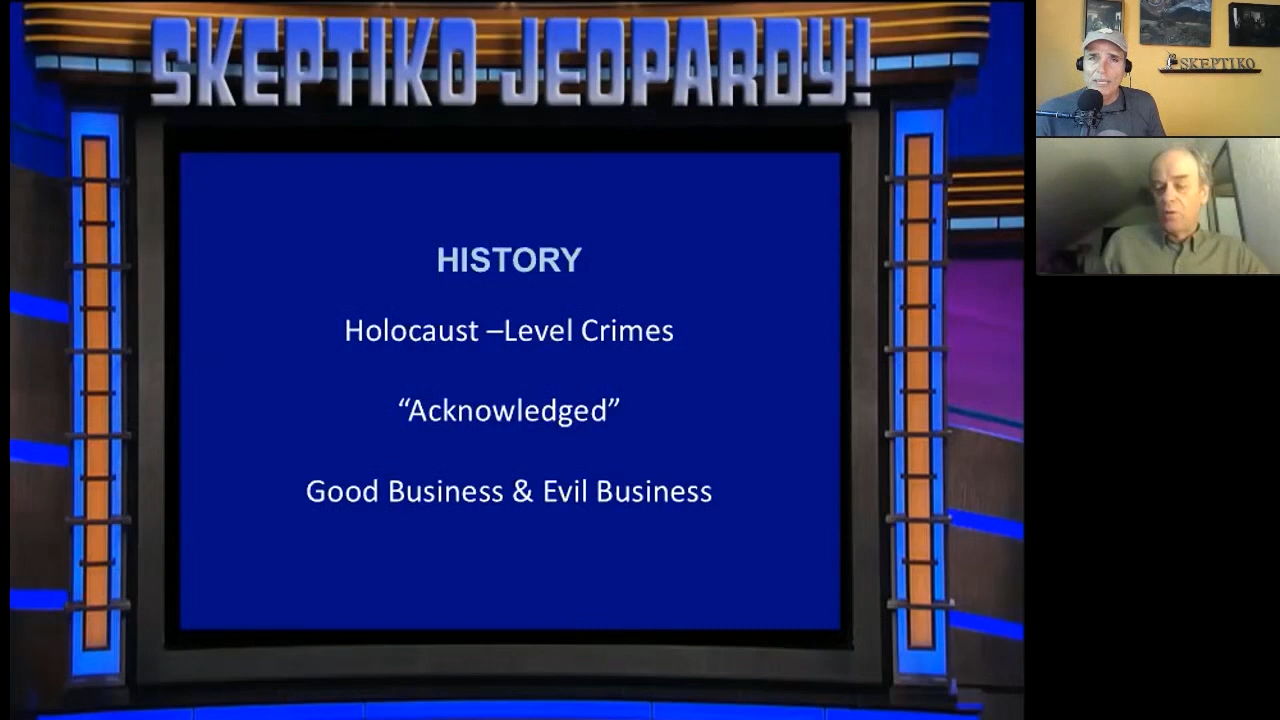 SKEPTIKO JEOPARDY!
SKEPTIKO
HISTORY
Holocaust –Level Crimes
“Acknowledged”
Good Business & Evil Business